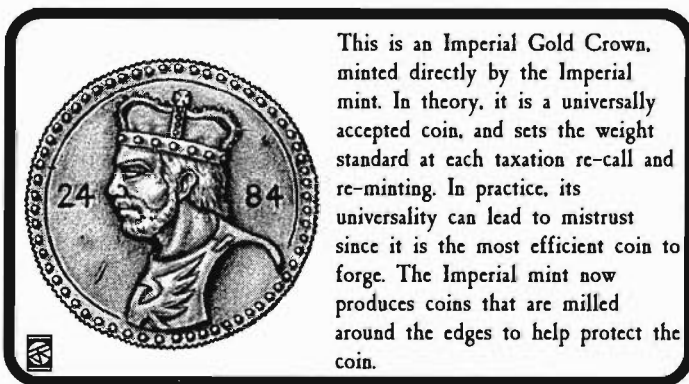 24 84
This is an Imperial Gold Crown,
minted directly by the Imperial
mint. In theory, it is a universally
accepted coin, and sets the weight
standard at each taxation re-call and
re-minting. In practice, its
universality can lead to mistrust
since it is the most efficient coin to
forge. The Imperial mint now
produces coins that are milled
around the edges to help protect the
coin.